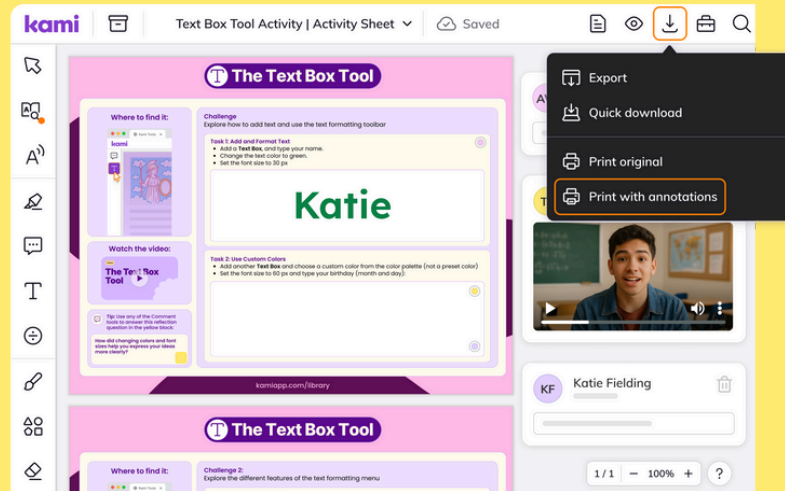 kami
Text Box Tool Activity | Activity Sheet
Saved
Export
Quick download
Print original
Print with annotations
T The Text Box Tool
Where to find it:
kami
Watch the video:
The Text Box
Tool
Tip: Use any of the Comment
tools to answer this reflection
question in the yellow block:
How did changing colors and font
sizes help you express your ideas
more clearly?
Challenge
Explore how to add text and use the text formatting toolbar
Task 1: Add and Format Text
• Add a Text Box, and type your name.
• Change the text color to green.
• Set the font size to 30 px
Katie
Task 2: Use Custom Colors
• Add another Text Box and choose a custom color from the color palette (not a preset color)
• Set the font size to 60 px and type your birthday (month and day):
kamiapp.com/library
KF
Katie Fielding
T The Text Box Tool
Where to find it:
Challenge 2:
Explore the different features of the text formatting menu
1 / 1 − 100% + ?